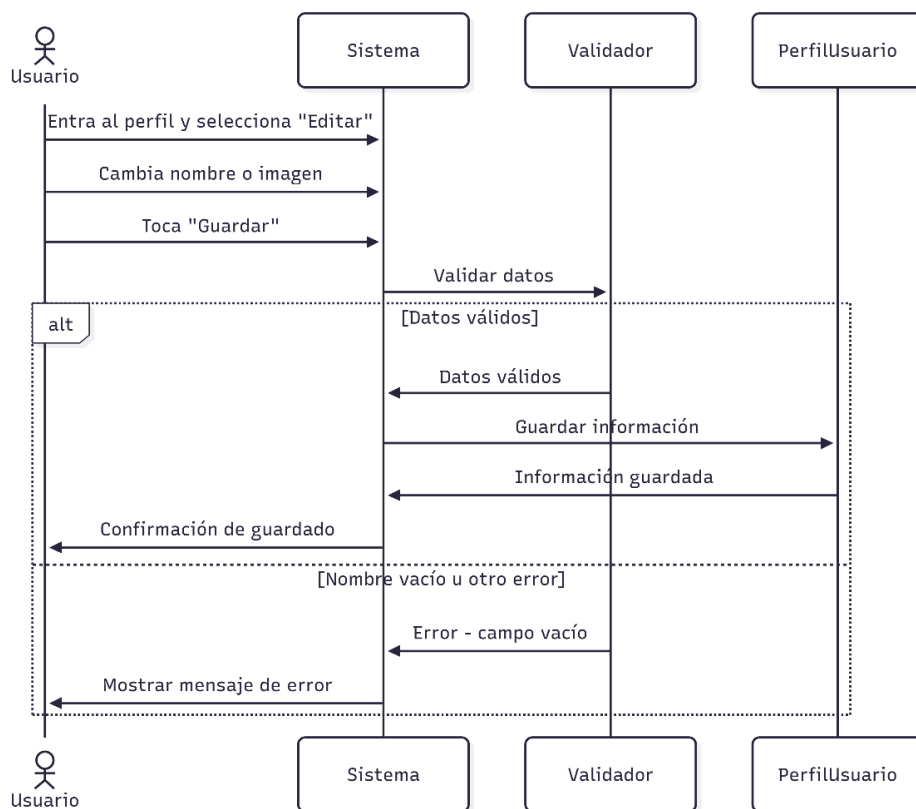 Usuario
Sistema
Validador
PerfilUsuario
Entra al perfil y selecciona "Editar"
Cambia nombre o imagen
Toca "Guardar"
Validar datos
alt
[Datos válidos]
Datos válidos
Guardar información
Información guardada
Confirmación de guardado
[Nombre vacío u otro error]
Error - campo vacío
Mostrar mensaje de error
Usuario
Sistema
Validador
PerfilUsuario